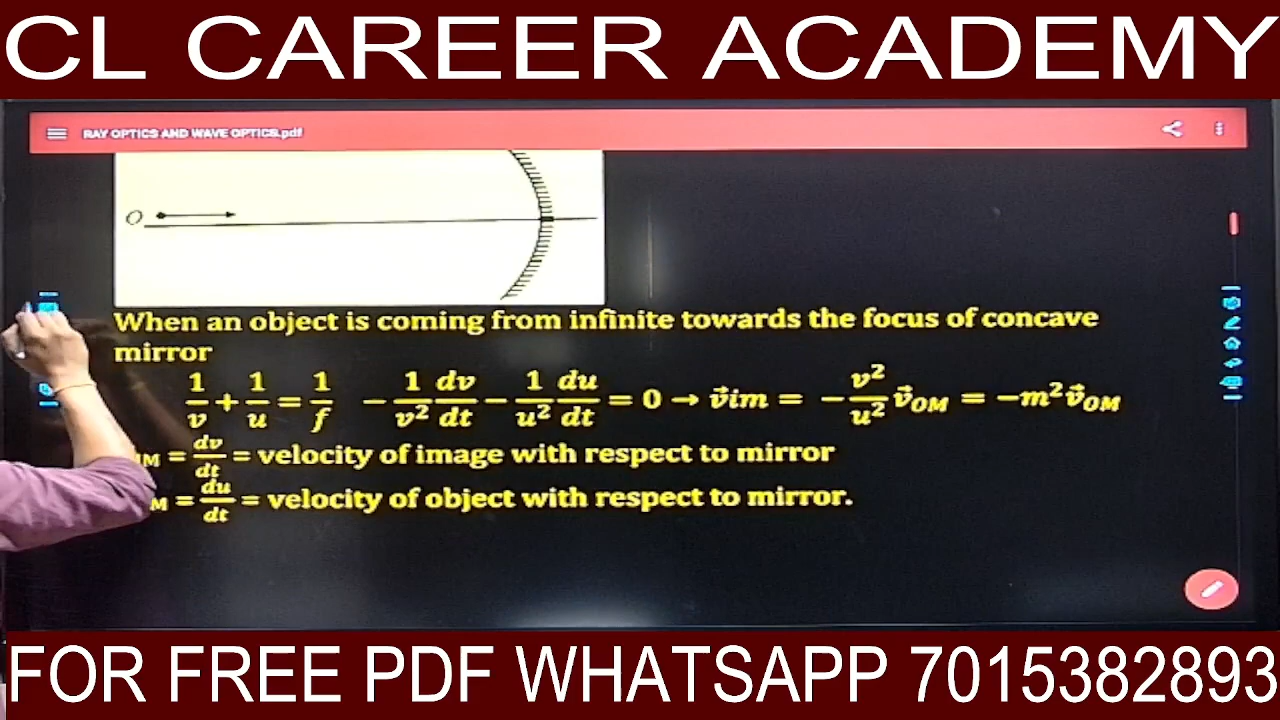 CL CAREER ACADEMY
RAY OPTICS AND WAVE OPTICS.pdf
O
When an object is coming from infinite towards the focus of concave
mirror
1/v + 1/u = 1/f   − 1/v² dv/dt − 1/u² du/dt = 0 → v⃗im = − v²/u² v⃗OM = −m² v⃗OM
IM = dv/dt = velocity of image with respect to mirror
M = du/dt = velocity of object with respect to mirror.
FOR FREE PDF WHATSAPP 7015382893